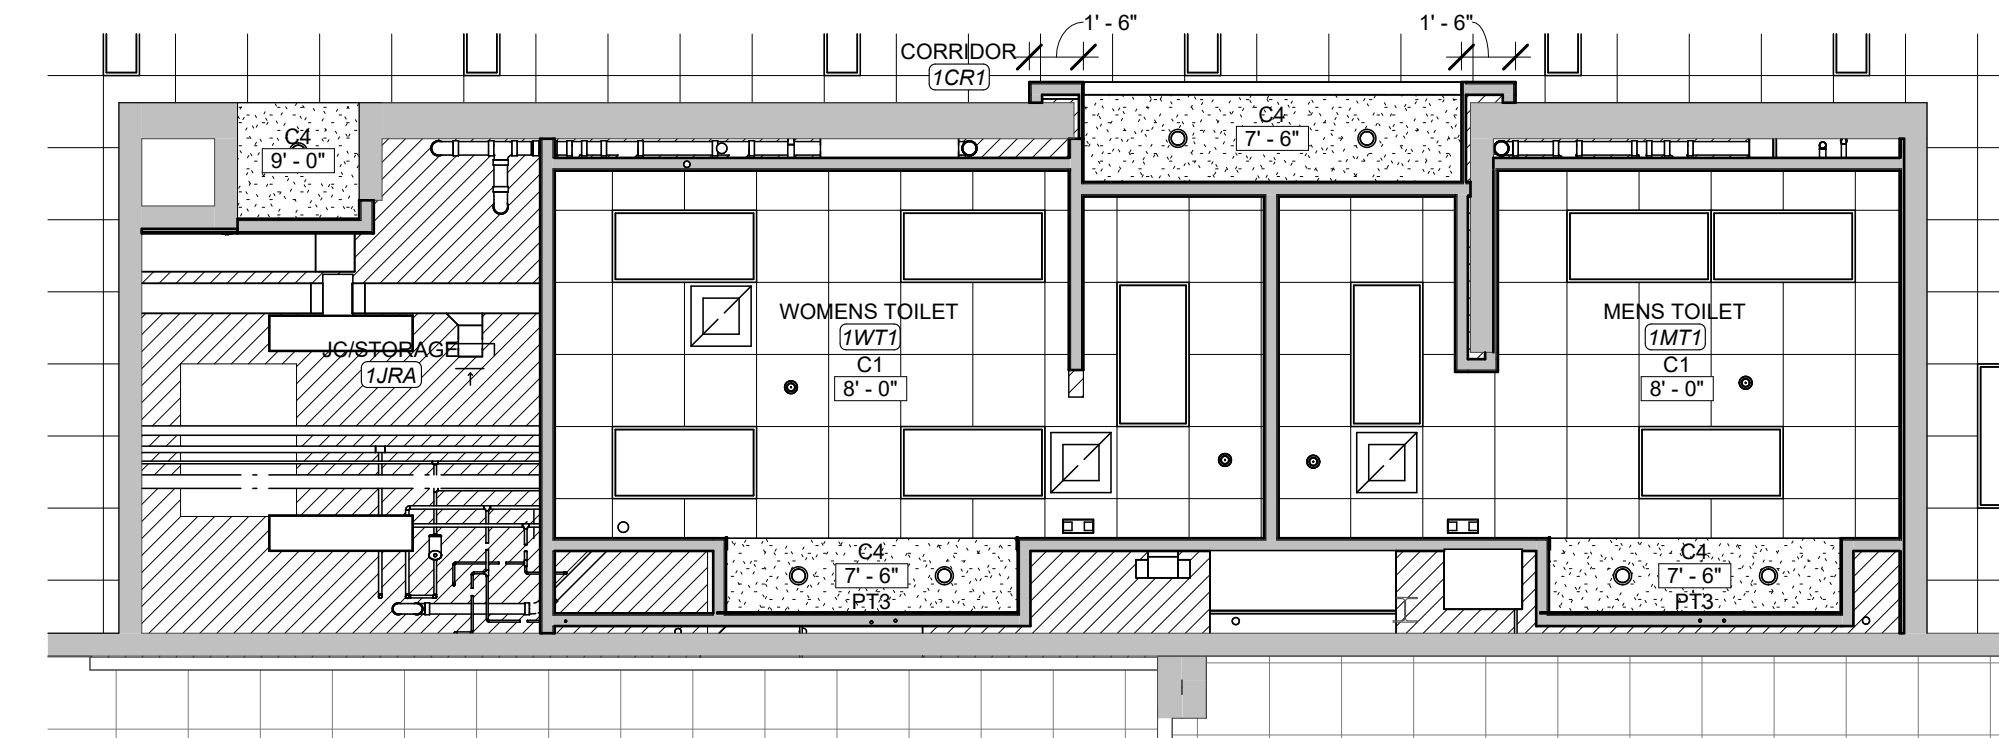 1' - 6"
1' - 6"
CORRIDOR
1CR1
C4
9' - 0"
C4
7' - 6"
WOMENS TOILET
1WT1
C1
8' - 0"
MENS TOILET
1MT1
C1
8' - 0"
JC/STORAGE
1JRA
C4
7' - 6"
PT3
C4
7' - 6"
PT3